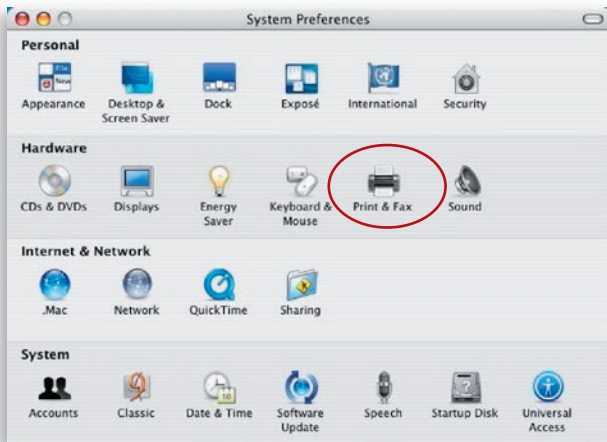 System Preferences
Personal
File
New
Appearance Desktop & Screen Saver Dock Exposé International Security
Hardware
CDs & DVDs Displays Energy Saver Keyboard & Mouse Print & Fax Sound
Internet & Network
.Mac Network QuickTime Sharing
System
18
Accounts Classic Date & Time Software Update Speech Startup Disk Universal Access